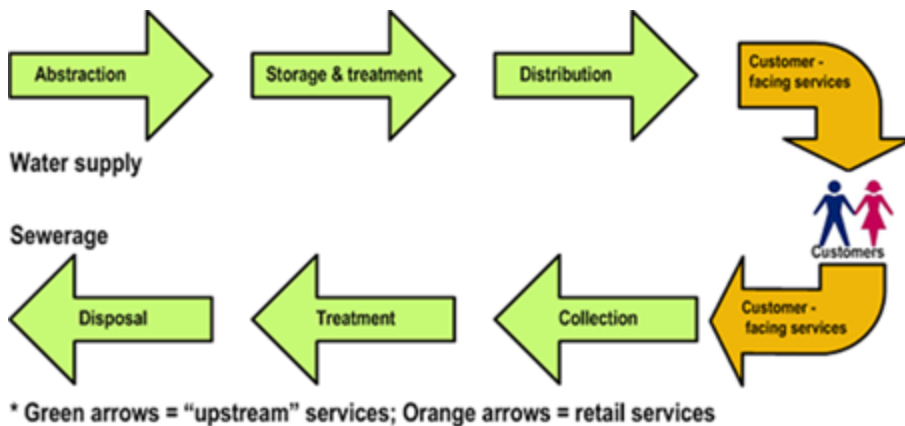 Abstraction
Storage & treatment
Distribution
Customer -
facing services
Water supply
Customers
Sewerage
Disposal
Treatment
Collection
Customer -
facing services
* Green arrows = “upstream” services; Orange arrows = retail services